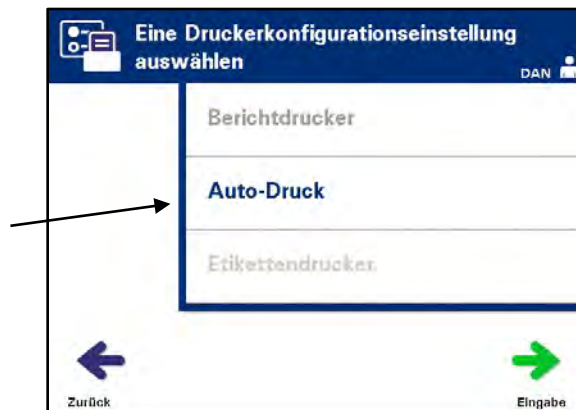 Eine Druckerkonfigurationseinstellung
auswählen
DAN
Berichtdrucker
Auto-Druck
Etikettendrucker
Zurück
Eingabe